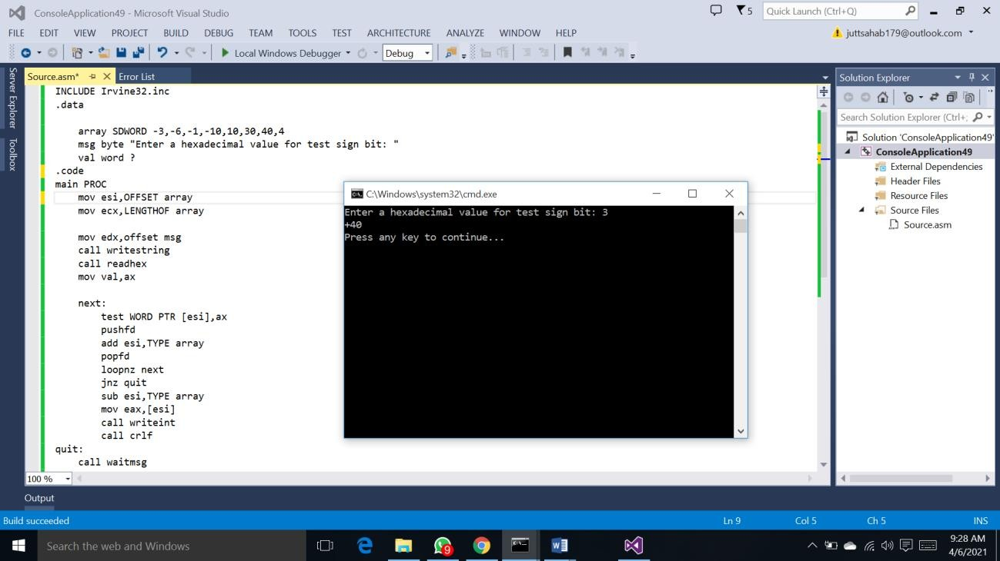 ConsoleApplication49 - Microsoft Visual Studio
5
Quick Launch (Ctrl+Q)
FILE EDIT VIEW PROJECT BUILD DEBUG TEAM TOOLS TEST ARCHITECTURE ANALYZE WINDOW HELP
juttsahab179@outlook.com
Local Windows Debugger
Debug
Server Explorer
Toolbox
Source.asm*
Error List
INCLUDE Irvine32.inc
.data
array SDWORD -3,-6,-1,-10,10,30,40,4
msg byte "Enter a hexadecimal value for test sign bit: "
val word ?
.code
main PROC
mov esi,OFFSET array
mov ecx,LENGTHOF array
mov edx,offset msg
call writestring
call readhex
mov val,ax
next:
test WORD PTR [esi],ax
pushfd
add esi,TYPE array
popfd
loopnz next
jnz quit
sub esi,TYPE array
mov eax,[esi]
call writeint
call crlf
quit:
call waitmsg
100 %
C:\Windows\system32\cmd.exe
Enter a hexadecimal value for test sign bit: 3
+40
Press any key to continue...
Solution Explorer
Search Solution Explorer (Ctrl+;
Solution 'ConsoleApplication49'
ConsoleApplication49
External Dependencies
Header Files
Resource Files
Source Files
Source.asm
Output
Build succeeded
Ln 9
Col 5
Ch 5
INS
Search the web and Windows
9
9:28 AM
4/6/2021